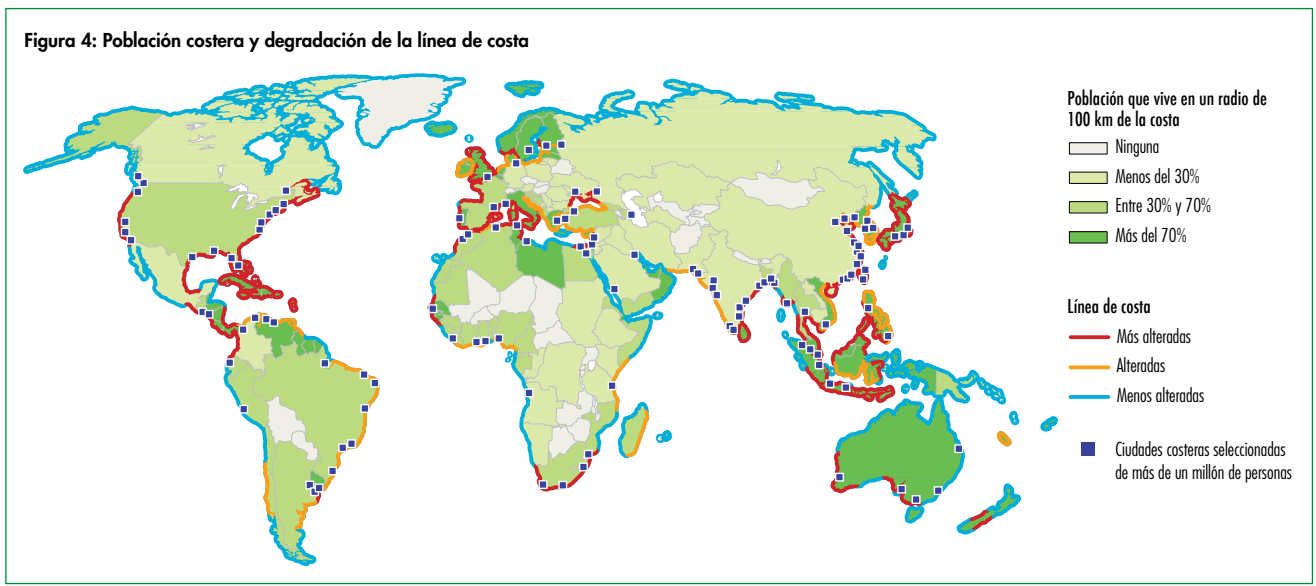 Figura 4: Población costera y degradación de la línea de costa
Población que vive en un radio de
100 km de la costa
Ninguna
Menos del 30%
Entre 30% y 70%
Más del 70%
Línea de costa
Más alteradas
Alteradas
Menos alteradas
Ciudades costeras seleccionadas
de más de un millón de personas